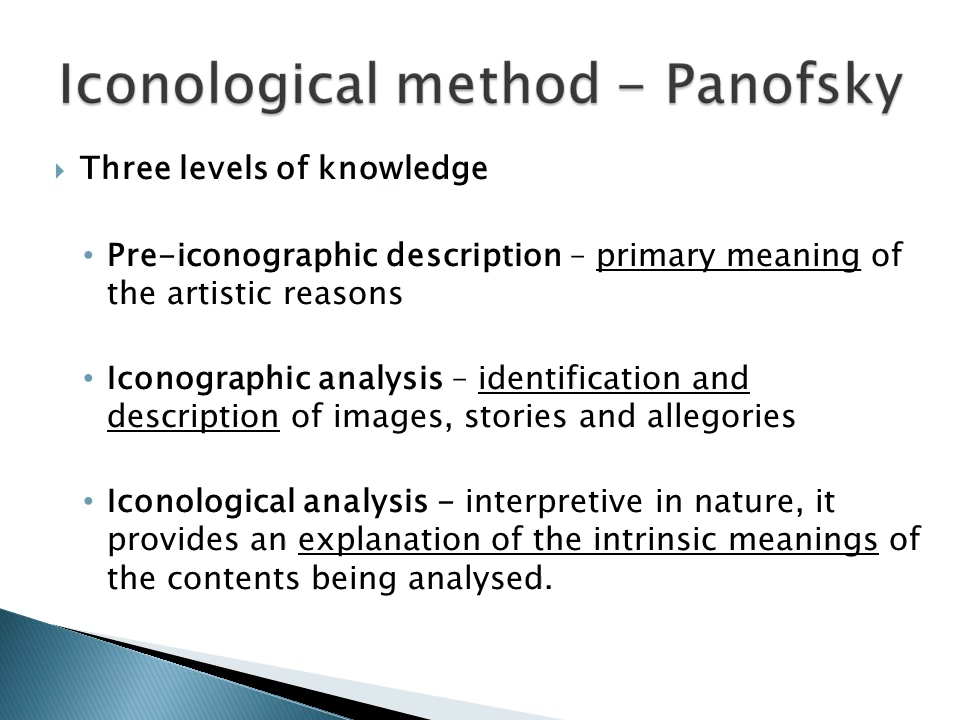 Iconological method - Panofsky
Three levels of knowledge
• Pre-iconographic description – primary meaning of
the artistic reasons
• Iconographic analysis – identification and
description of images, stories and allegories
• Iconological analysis - interpretive in nature, it
provides an explanation of the intrinsic meanings of
the contents being analysed.